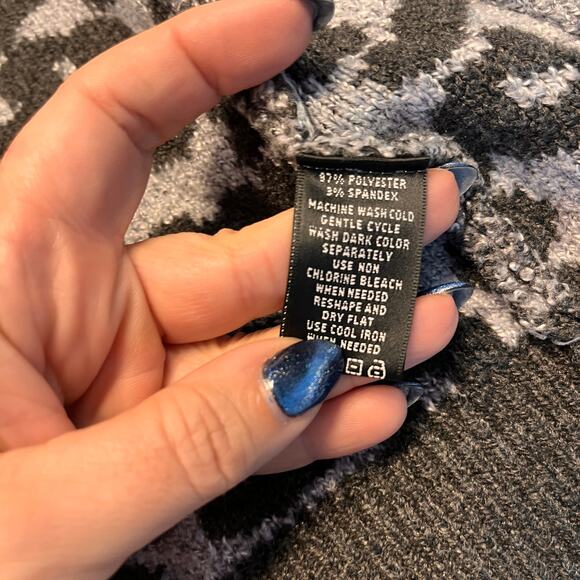 97% POLYESTER
3% SPANDEX
MACHINE WASH COLD
GENTLE CYCLE
WASH DARK COLOR
SEPARATELY
USE NON
CHLORINE BLEACH
WHEN NEEDED
RESHAPE AND
DRY FLAT
USE COOL IRON
WHEN NEEDED